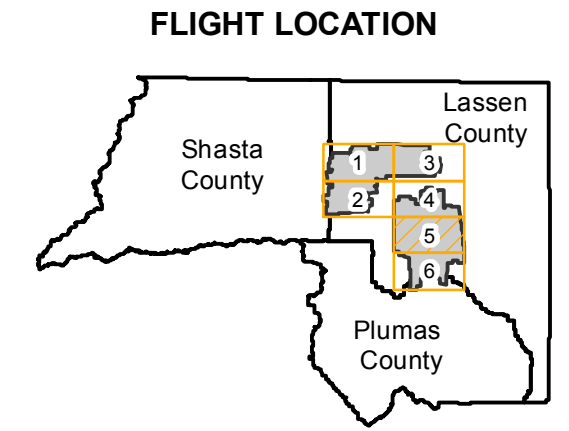 FLIGHT LOCATION
Lassen
County
Shasta
County
1
3
2
4
5
6
Plumas
County